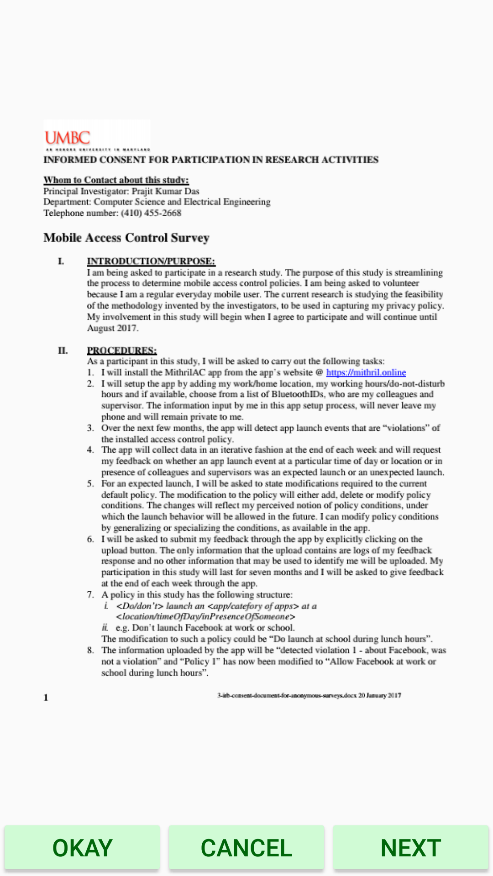 UMBC
AN HONORS UNIVERSITY IN MARYLAND
INFORMED CONSENT FOR PARTICIPATION IN RESEARCH ACTIVITIES
Whom to Contact about this study:
Principal Investigator: Prajit Kumar Das
Department: Computer Science and Electrical Engineering
Telephone number: (410) 455-2668
Mobile Access Control Survey
I. INTRODUCTION/PURPOSE:
I am being asked to participate in a research study. The purpose of this study is streamlining
the process to determine mobile access control policies. I am being asked to volunteer
because I am a regular everyday mobile user. The current research is studying the feasibility
of the methodology invented by the investigators, to be used in capturing my privacy policy.
My involvement in this study will begin when I agree to participate and will continue until
August 2017.
II. PROCEDURES:
As a participant in this study, I will be asked to carry out the following tasks:
1. I will install the MithrilAC app from the app's website @ https://mithril.online
2. I will setup the app by adding my work/home location, my working hours/do-not-disturb
hours and if available, choose from a list of BluetoothIDs, who are my colleagues and
supervisor. The information input by me in this app setup process, will never leave my
phone and will remain private to me.
3. Over the next few months, the app will detect app launch events that are “violations” of
the installed access control policy.
4. The app will collect data in an iterative fashion at the end of each week and will request
my feedback on whether an app launch event at a particular time of day or location or in
presence of colleagues and supervisors was an expected launch or an unexpected launch.
5. For an expected launch, I will be asked to state modifications required to the current
default policy. The modification to the policy will either add, delete or modify policy
conditions. The changes will reflect my perceived notion of policy conditions, under
which the launch behavior will be allowed in the future. I can modify policy conditions
by generalizing or specializing the conditions, as available in the app.
6. I will be asked to submit my feedback through the app by explicitly clicking on the
upload button. The only information that the upload contains are logs of my feedback
response and no other information that may be used to identify me will be uploaded. My
participation in this study will last for seven months and I will be asked to give feedback
at the end of each week through the app.
7. A policy in this study has the following structure:
i. <Do/don't> launch an <app/catefory of apps> at a
<location/timeOfDay/inPresenceOfSomeone>
ii. e.g. Don't launch Facebook at work or school.
The modification to such a policy could be “Do launch at school during lunch hours”.
8. The information uploaded by the app will be “detected violation 1 - about Facebook, was
not a violation” and “Policy 1” has now been modified to “Allow Facebook at work or
school during lunch hours”.
1 3-irb-consent-document-for-anonymous-surveys.docx 20 January 2017
OKAY CANCEL NEXT